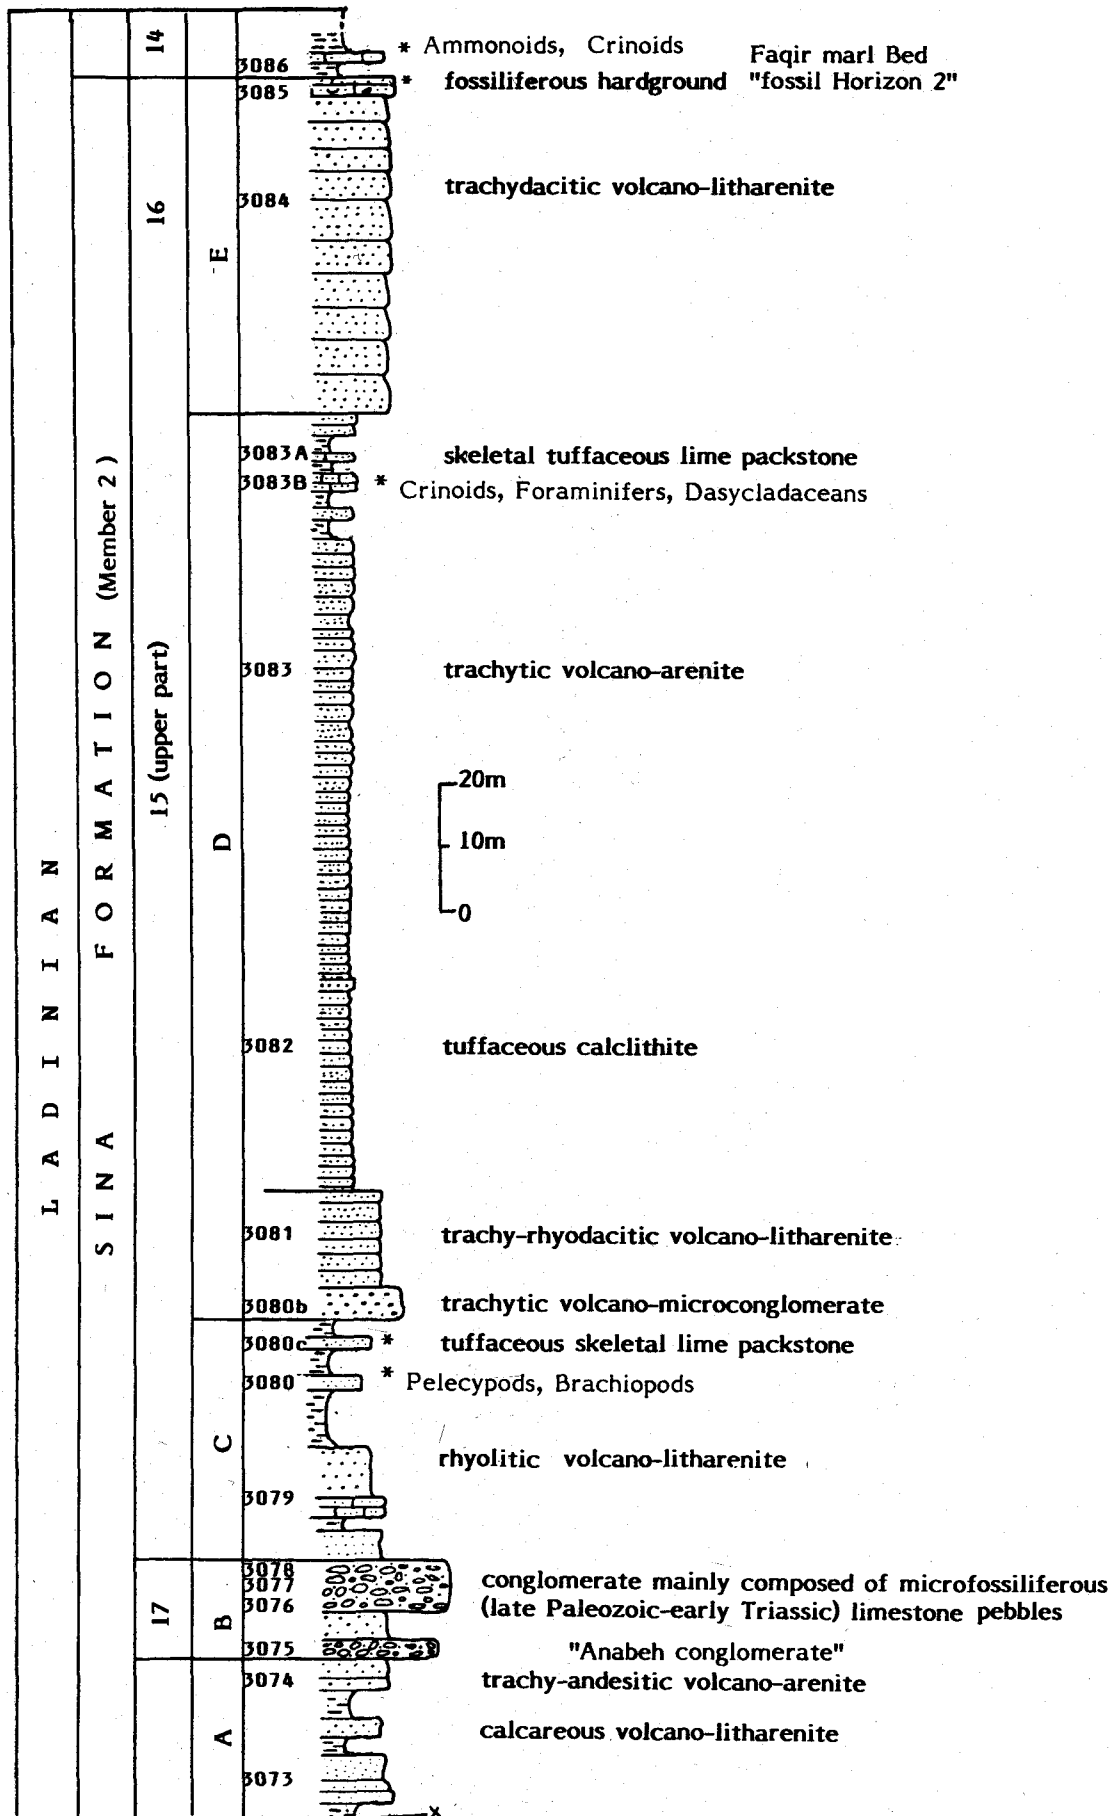 14
3086
* Ammonoids, Crinoids
Faqir marl Bed
3085
* fossiliferous hardground
"fossil Horizon 2"
16
3084
trachydacitic volcano-litharenite
E
3083A
skeletal tuffaceous lime packstone
3083B
* Crinoids, Foraminifers, Dasycladaceans
LADINIAN
SINA FORMATION (Member 2)
15 (upper part)
3083
trachytic volcano-arenite
20m
10m
0
D
3082
tuffaceous calclithite
3081
trachy-rhyodacitic volcano-litharenite
3080b
trachytic volcano-microconglomerate
3080c
* tuffaceous skeletal lime packstone
3080
* Pelecypods, Brachiopods
C
rhyolitic volcano-litharenite
3079
3078
3077
conglomerate mainly composed of microfossiliferous
3076
(late Paleozoic-early Triassic) limestone pebbles
17
B
3075
"Anabeh conglomerate"
3074
trachy-andesitic volcano-arenite
A
calcareous volcano-litharenite
3073
x